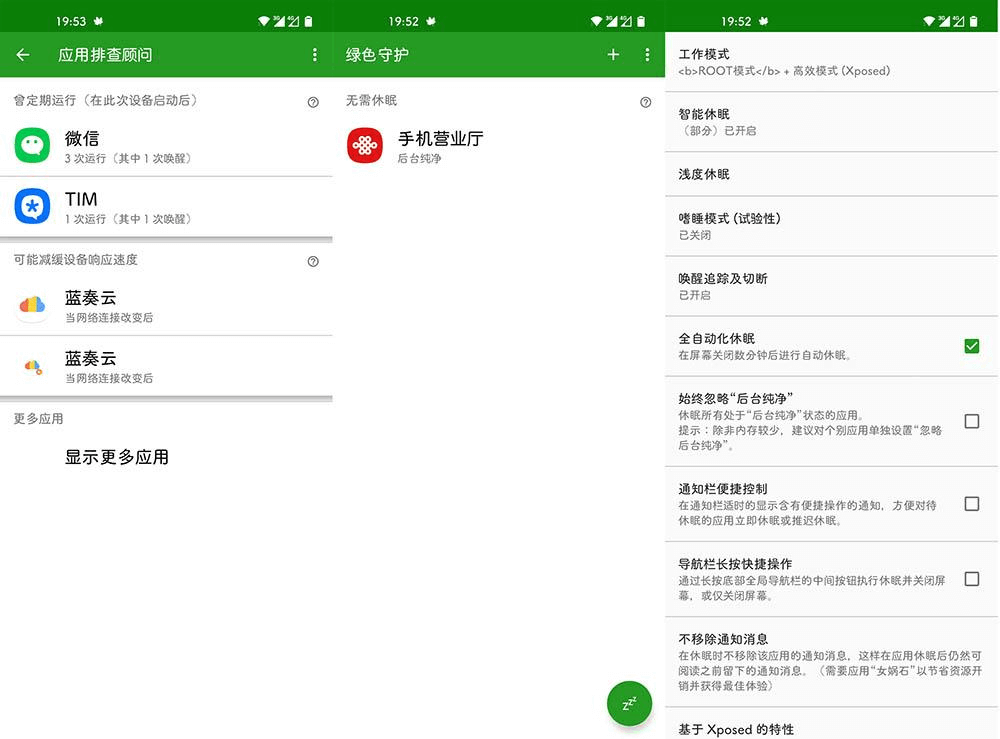 19:53
应用排查顾问
曾定期运行（在此次设备启动后）
微信
3 次运行（其中 1 次唤醒）
TIM
1 次运行（其中 1 次唤醒）
可能减缓设备响应速度
蓝奏云
当网络连接改变后
蓝奏云
当网络连接改变后
更多应用
显示更多应用
19:52
绿色守护
无需休眠
手机营业厅
后台纯净
zzz
19:52
工作模式
<b>ROOT模式</b> + 高效模式 (Xposed)
智能休眠
（部分）已开启
浅度休眠
嗜睡模式 (试验性)
已关闭
唤醒追踪及切断
已开启
全自动化休眠
在屏幕关闭数分钟后进行自动休眠。
始终忽略“后台纯净”
休眠所有处于“后台纯净”状态的应用。
提示：除非内存较少，建议对个别应用单独设置“忽略
后台纯净”。
通知栏便捷控制
在通知栏适时的显示含有便捷操作的通知，方便对待
休眠的应用立即休眠或推迟休眠。
导航栏长按快捷操作
通过长按底部全局导航栏的中间按钮执行休眠并关闭屏
幕，或仅关闭屏幕。
不移除通知消息
在休眠时不移除该应用的通知消息，这样在应用休眠后仍然可
阅读之前留下的通知消息。（需要应用“女娲石”以节省资源开
销并获得最佳体验）
基于 Xposed 的特性